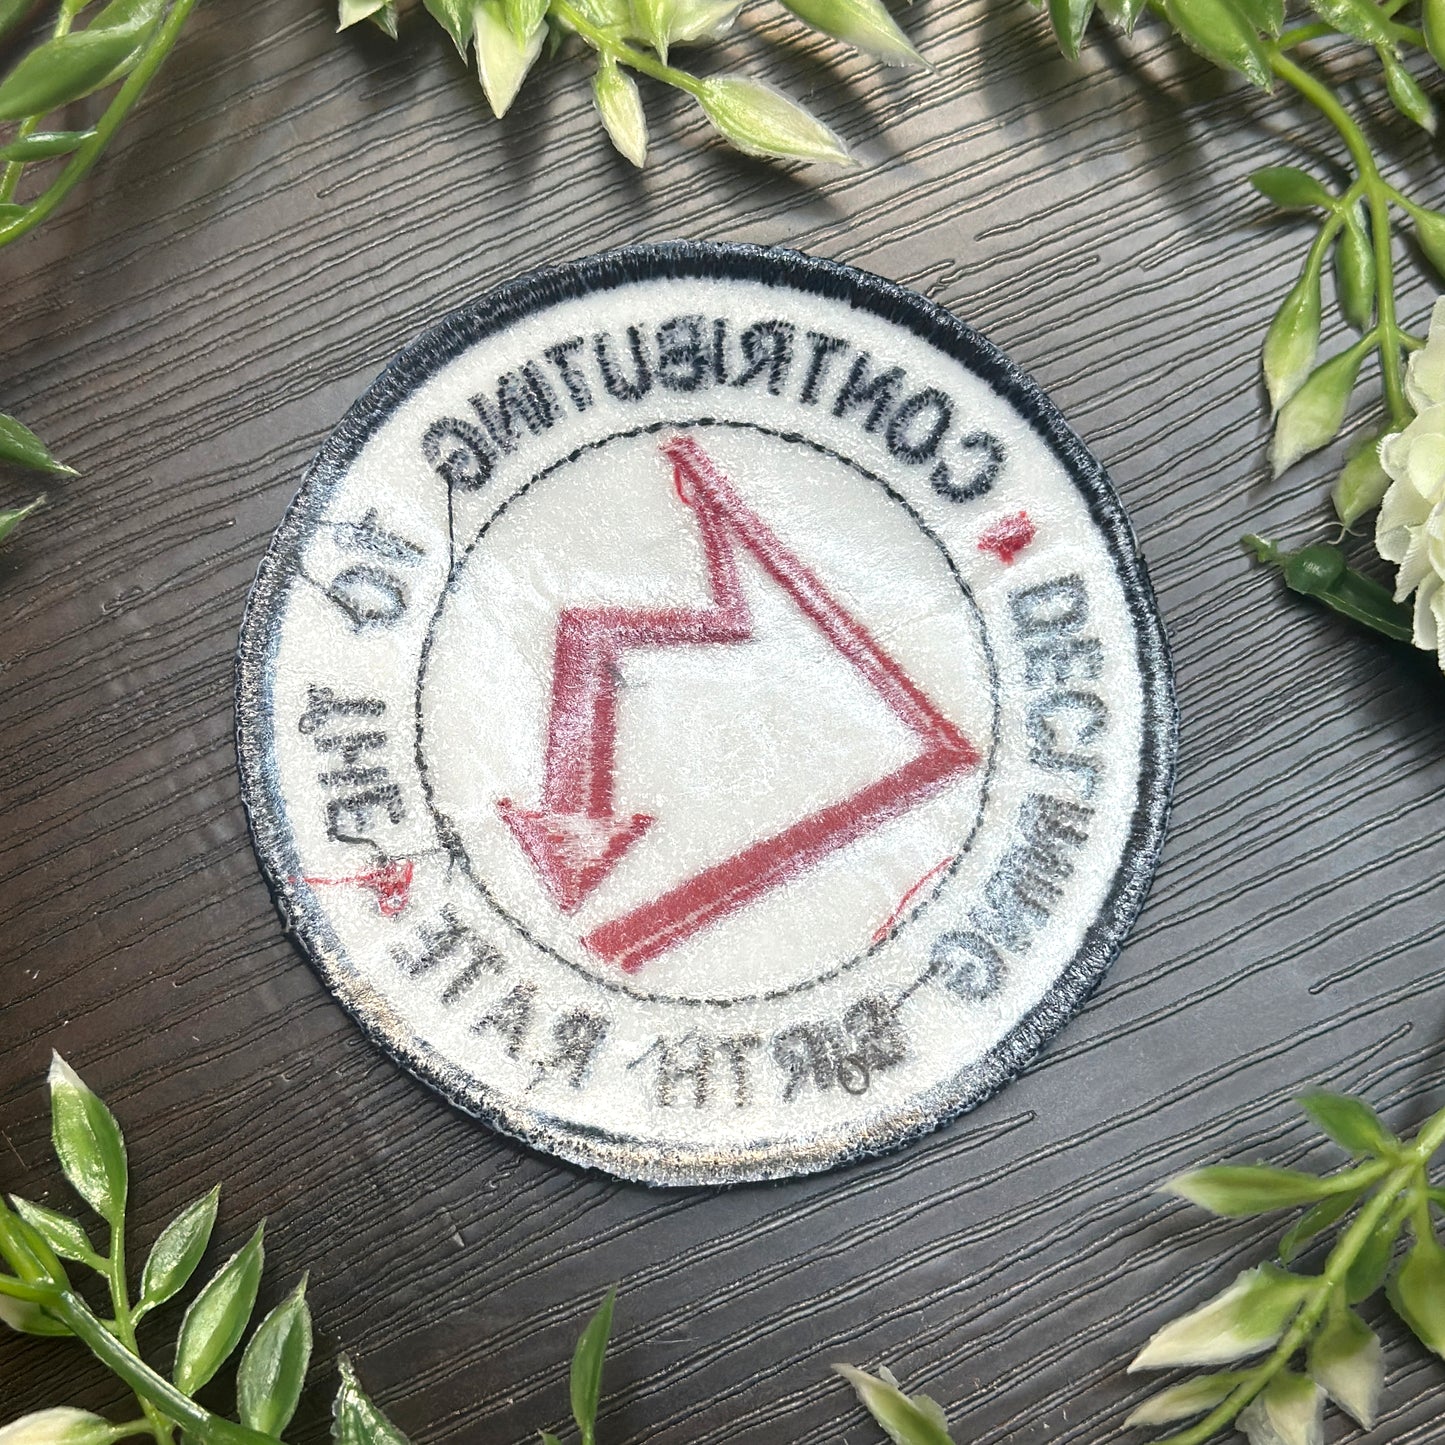 CONTRIBUTING TO THE
DECLINING BIRTH RATE